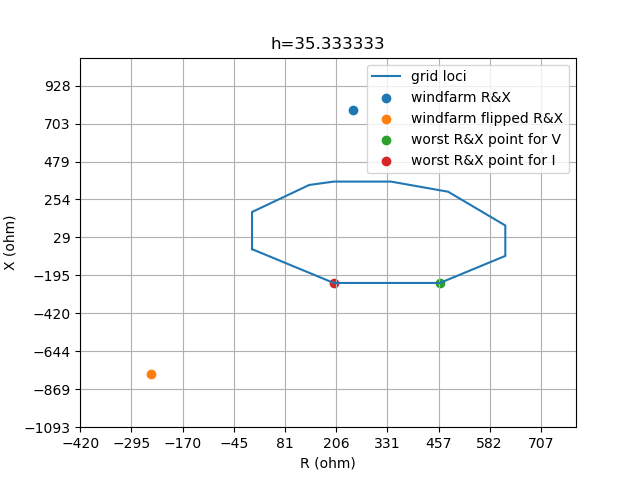 h=35.333333
grid loci
windfarm R&X
windfarm flipped R&X
worst R&X point for V
worst R&X point for I
X (ohm)
928
703
479
254
29
−195
−420
−644
−869
−1093
−420 −295 −170 −45 81 206 331 457 582 707
R (ohm)